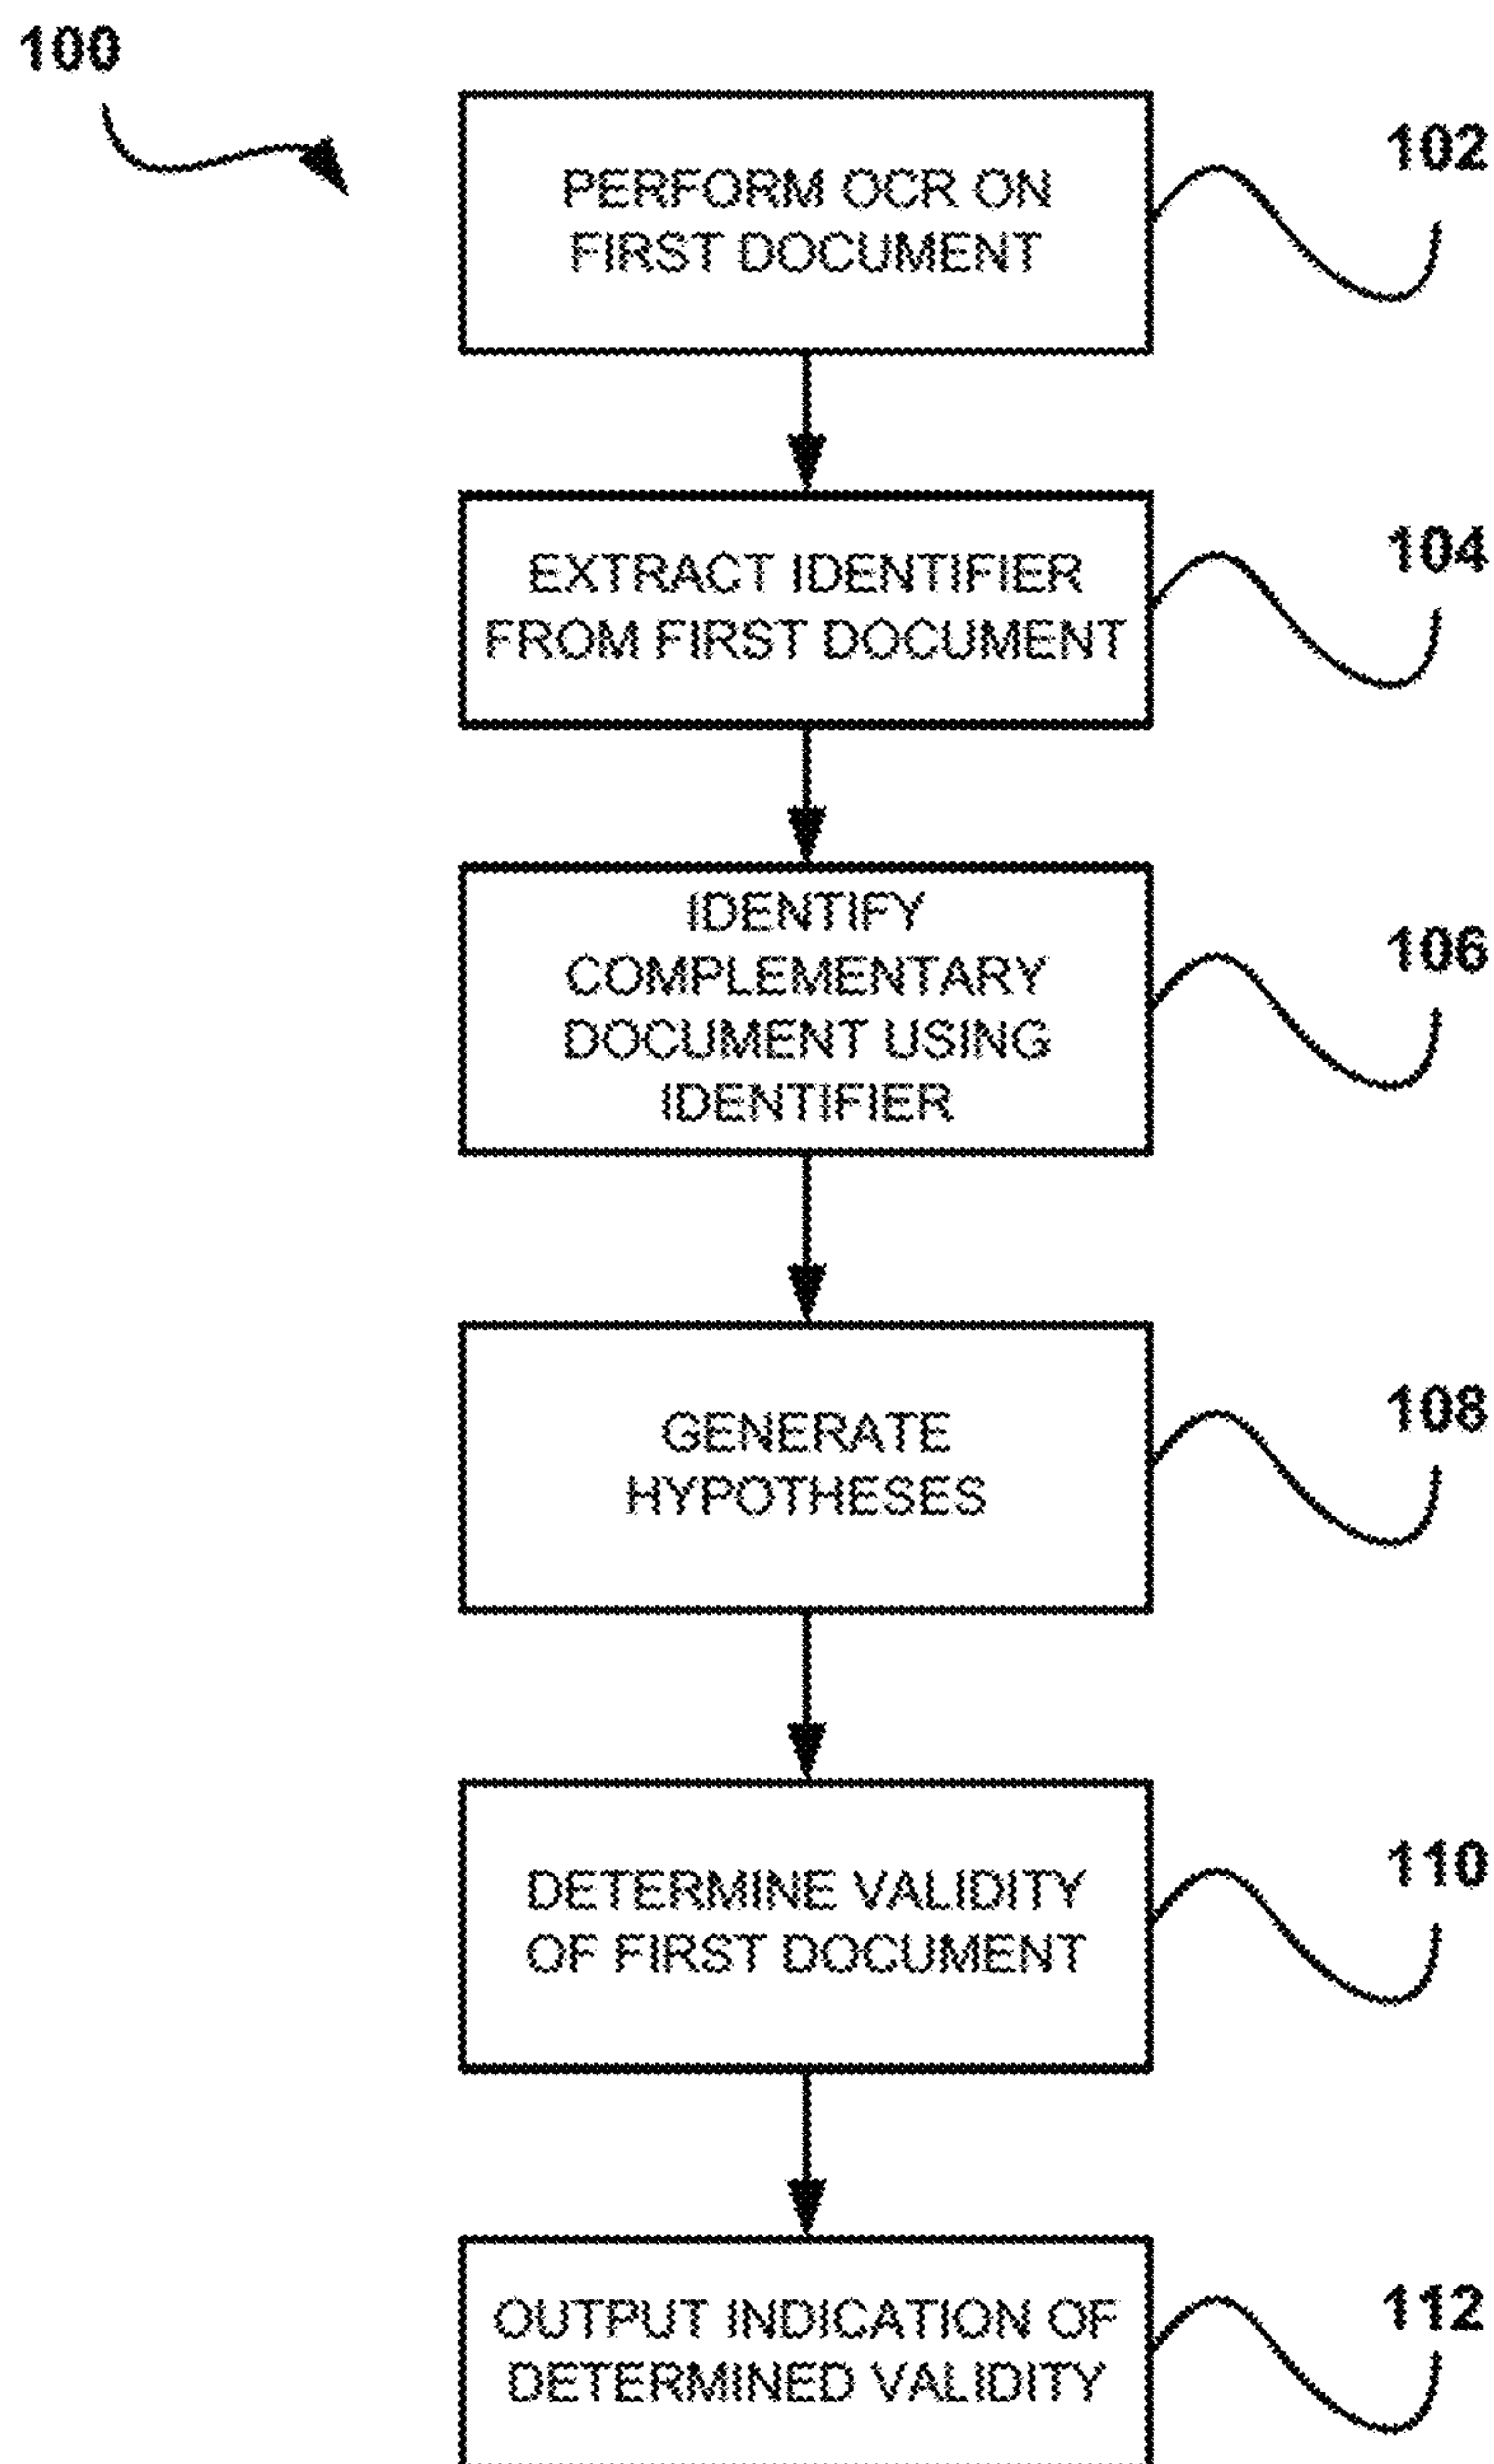 100
PERFORM OCR ON
FIRST DOCUMENT
102
EXTRACT IDENTIFIER
FROM FIRST DOCUMENT
104
IDENTIFY
COMPLEMENTARY
DOCUMENT USING
IDENTIFIER
106
GENERATE
HYPOTHESES
108
DETERMINE VALIDITY
OF FIRST DOCUMENT
110
OUTPUT INDICATION OF
DETERMINED VALIDITY
112